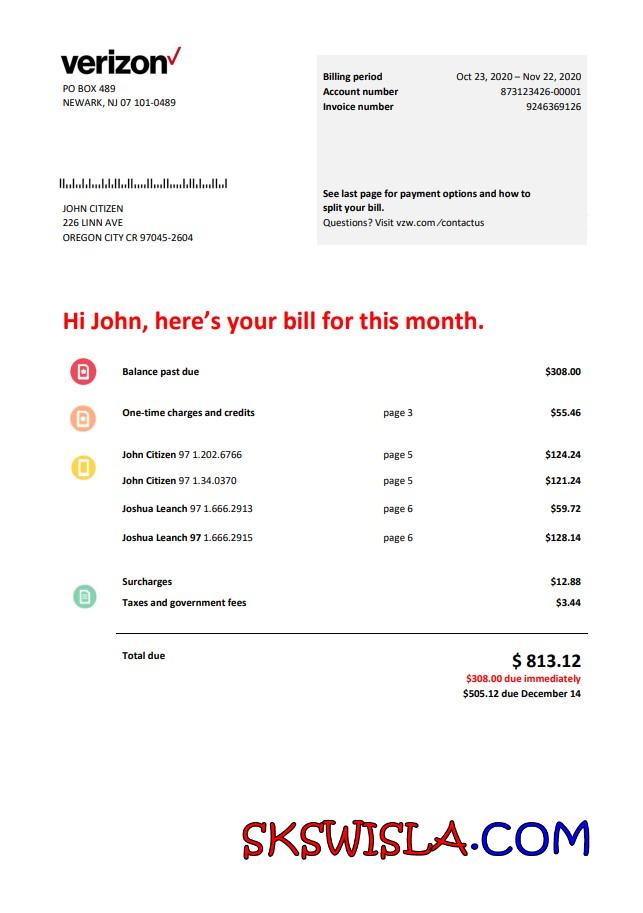 verizon✓
PO BOX 489
NEWARK, NJ 07 101-0489
Billing period Oct 23, 2020 – Nov 22, 2020
Account number 873123426-00001
Invoice number 9246369126
See last page for payment options and how to
split your bill.
Questions? Visit vzw.com /contactus
JOHN CITIZEN
226 LINN AVE
OREGON CITY CR 97045-2604
Hi John, here’s your bill for this month.
Balance past due $308.00
One-time charges and credits page 3 $55.46
John Citizen 97 1.202.6766 page 5 $124.24
John Citizen 97 1.34.0370 page 5 $121.24
Joshua Leanch 97 1.666.2913 page 6 $59.72
Joshua Leanch 97 1.666.2915 page 6 $128.14
Surcharges $12.88
Taxes and government fees $3.44
Total due $ 813.12
$308.00 due immediately
$505.12 due December 14
SKSWISLA.COM